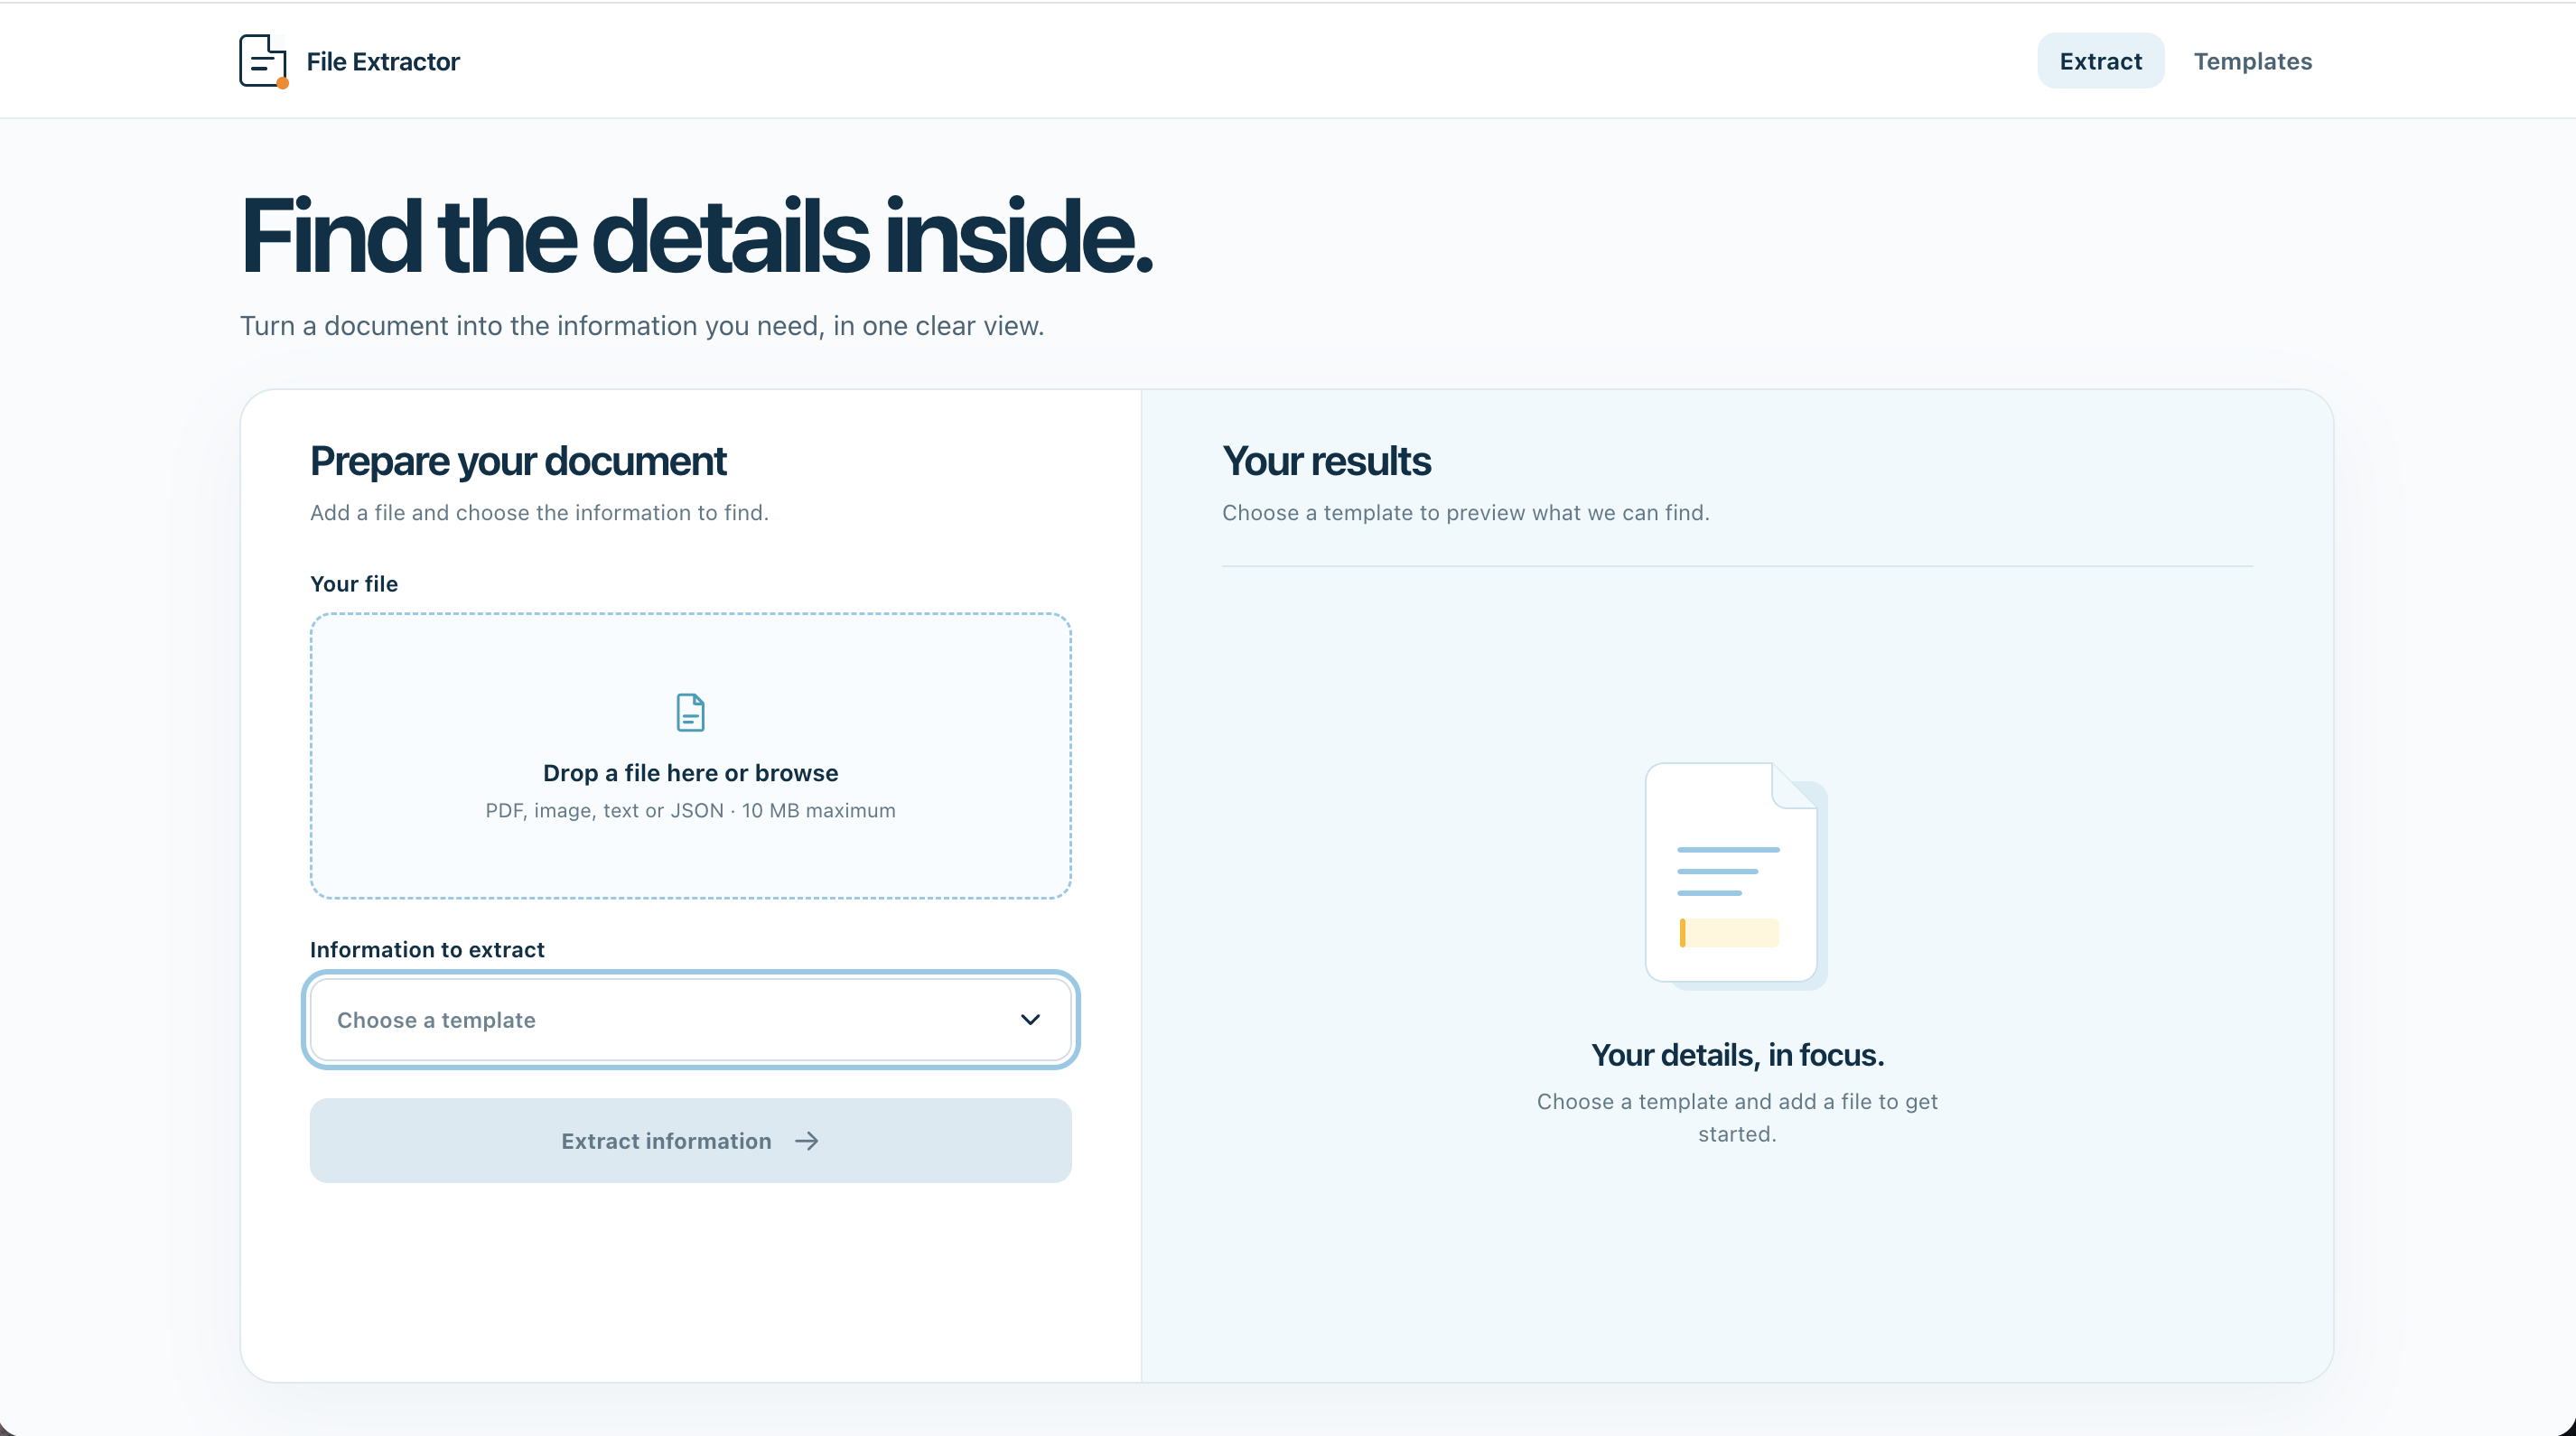 File Extractor
Extract
Templates
Find the details inside.
Turn a document into the information you need, in one clear view.
Prepare your document
Add a file and choose the information to find.
Your file
Drop a file here or browse
PDF, image, text or JSON · 10 MB maximum
Information to extract
Choose a template
Extract information
Your results
Choose a template to preview what we can find.
Your details, in focus.
Choose a template and add a file to get
started.